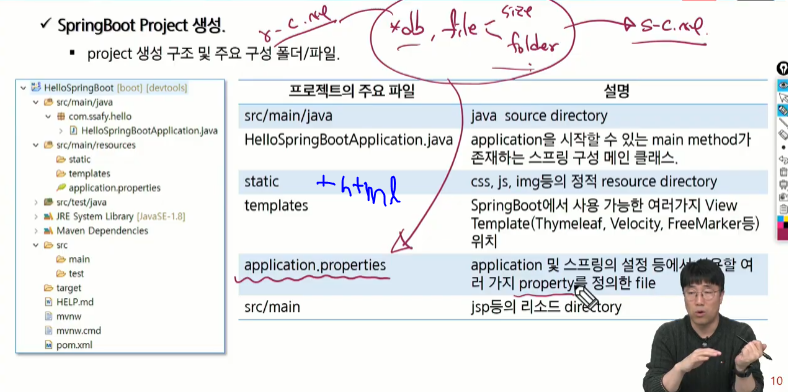 ✓ SpringBoot Project 생성.
▪ project 생성 구조 및 주요 구성 폴더/파일.
r-c.xml
*db, file
size
folder
s-c.xml
HelloSpringBoot [boot] [devtools]
src/main/java
com.ssafy.hello
HelloSpringBootApplication.java
src/main/resources
static
templates
application.properties
src/test/java
JRE System Library [JavaSE-1.8]
Maven Dependencies
src
main
test
target
HELP.md
mvnw
mvnw.cmd
pom.xml
프로젝트의 주요 파일 설명
src/main/java java source directory
HelloSpringBootApplication.java application을 시작할 수 있는 main method가
존재하는 스프링 구성 메인 클래스.
static +html css, js, img등의 정적 resource directory
templates SpringBoot에서 사용 가능한 여러가지 View
Template(Thymeleaf, Velocity, FreeMarker등)
위치
application.properties application 및 스프링의 설정 등에서 사용할 여
러 가지 property를 정의한 file
src/main jsp등의 리소드 directory
10